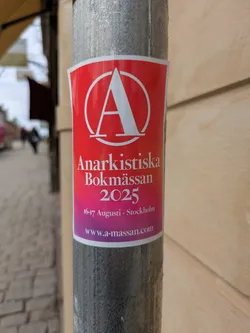 A
Anarkistiska
Bokmässan
2025
16-17 Augusti - Stockholm
www.a-massan.com